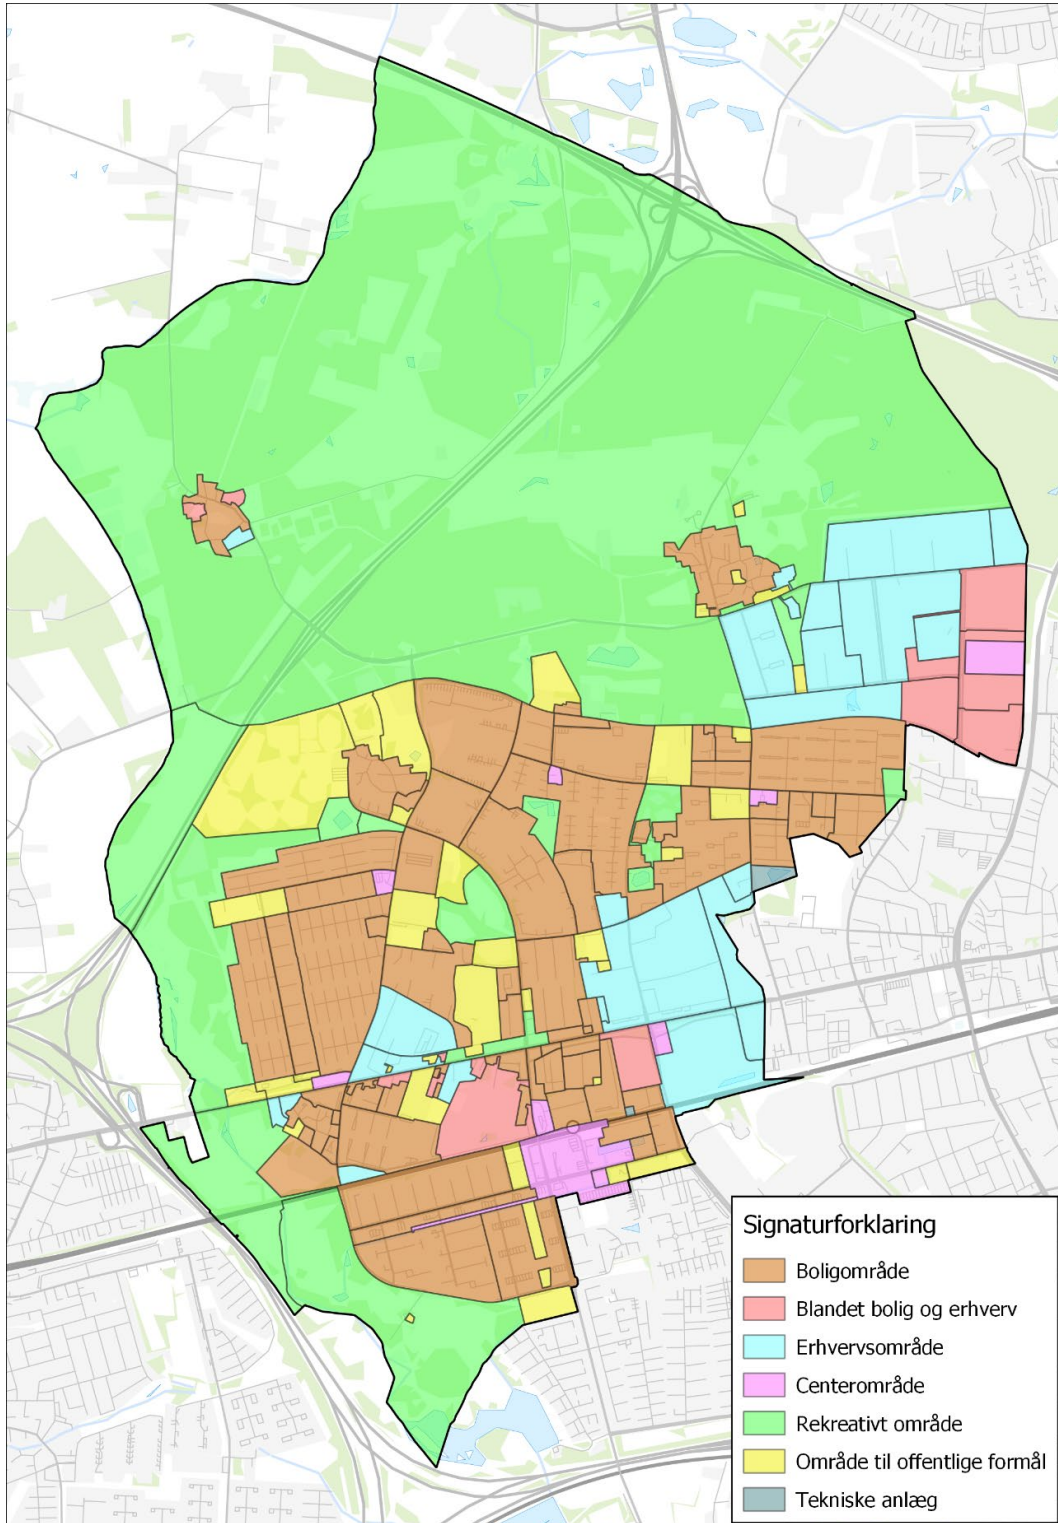 Signaturforklaring
Boligområde
Blandet bolig og erhverv
Erhvervsområde
Centerområde
Rekreativt område
Område til offentlige formål
Tekniske anlæg